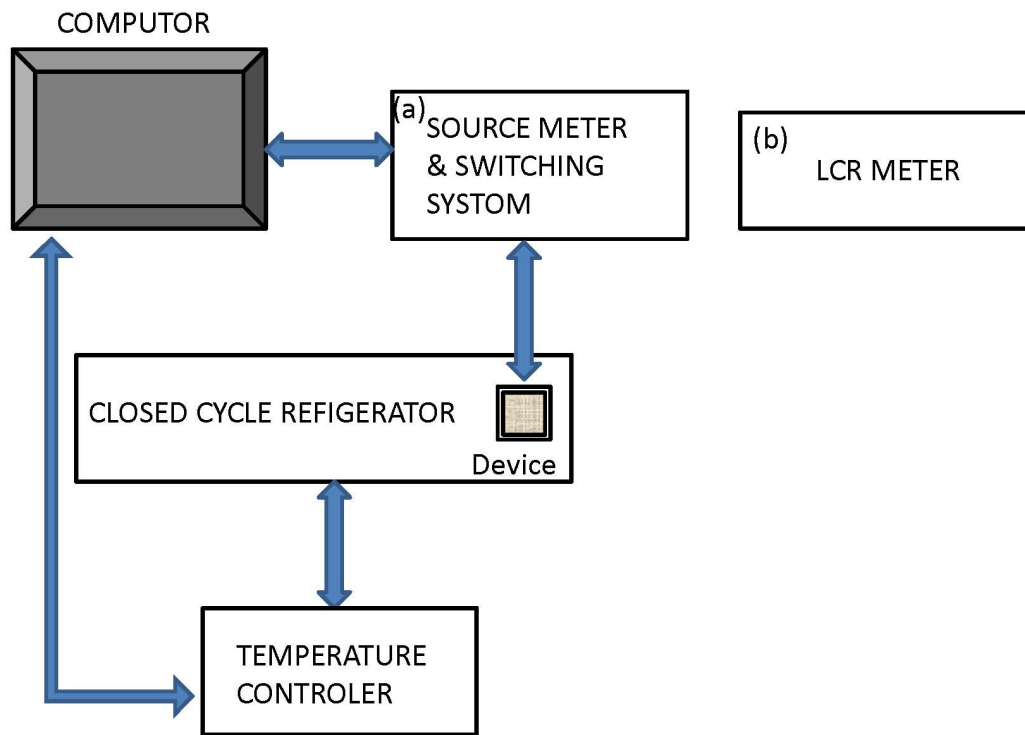 COMPUTOR
(a)
SOURCE METER
& SWITCHING
SYSTOM
(b)
LCR METER
CLOSED CYCLE REFIGERATOR
Device
TEMPERATURE
CONTROLER